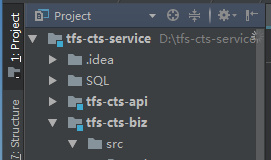 Project
1: Project
7: Structure
tfs-cts-service D:\tfs-cts-service
.idea
SQL
tfs-cts-api
tfs-cts-biz
src